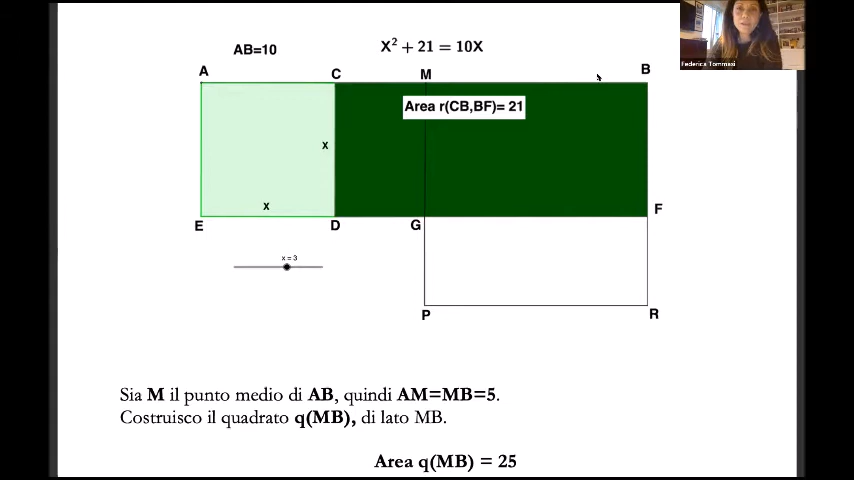 AB=10
X² + 21 = 10X
Federica Tommasi
A C M B
Area r(CB,BF)= 21
x
x
E D G F
x = 3
P R
Sia M il punto medio di AB, quindi AM=MB=5.
Costruisco il quadrato q(MB), di lato MB.
Area q(MB) = 25